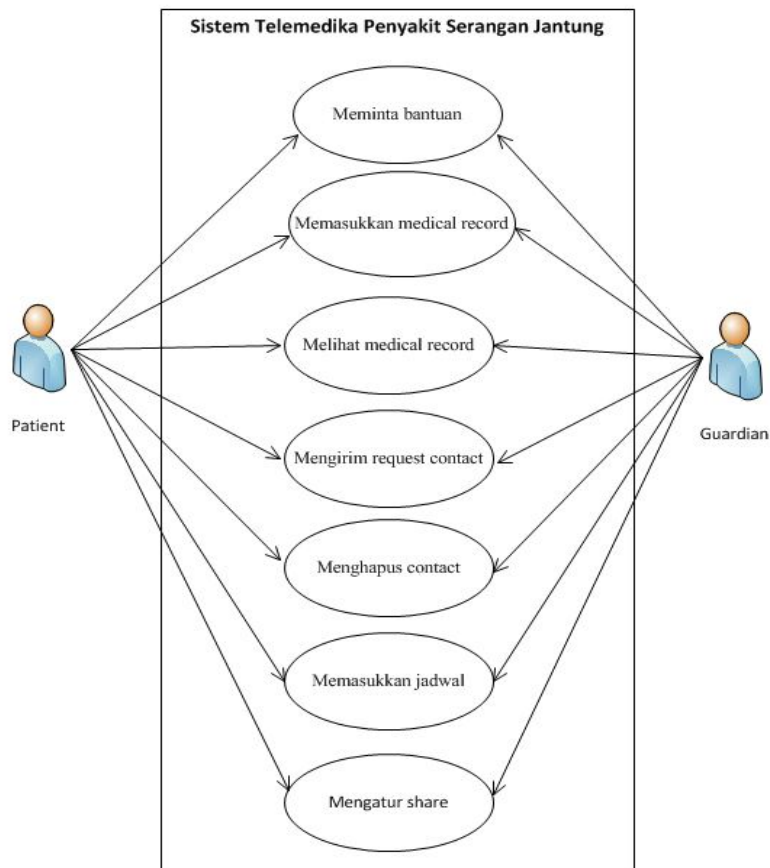 Sistem Telemedika Penyakit Serangan Jantung
Meminta bantuan
Memasukkan medical record
Melihat medical record
Patient
Guardian
Mengirim request contact
Menghapus contact
Memasukkan jadwal
Mengatur share